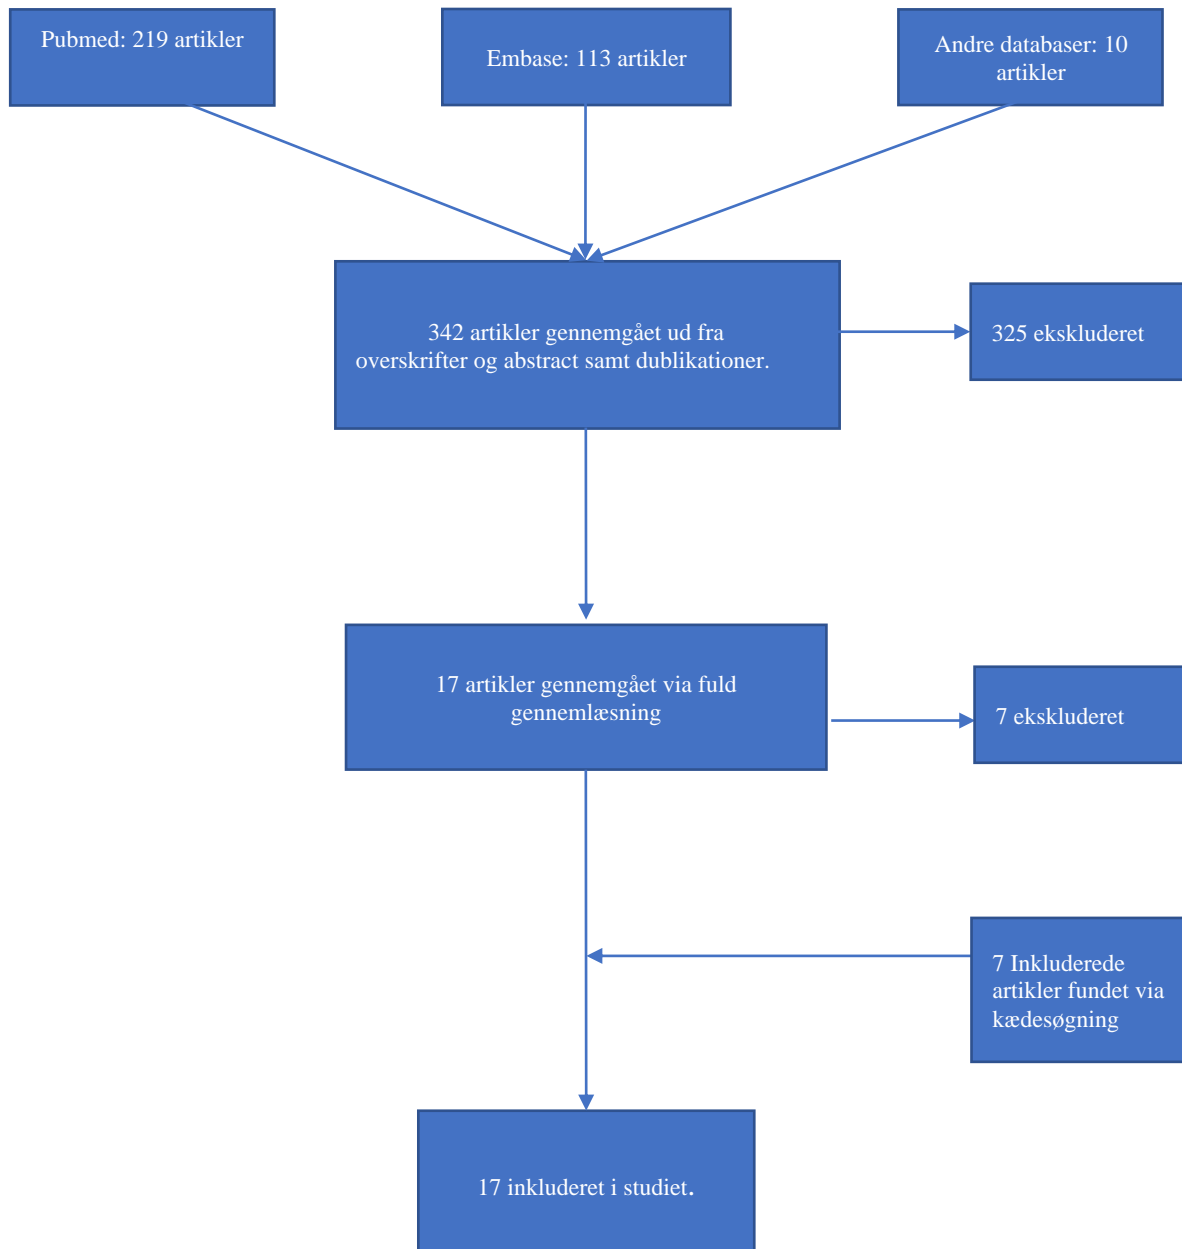 Pubmed: 219 artikler
Embase: 113 artikler
Andre databaser: 10
artikler
342 artikler gennemgået ud fra
overskrifter og abstract samt dublikationer.
325 ekskluderet
17 artikler gennemgået via fuld
gennemlæsning
7 ekskluderet
7 Inkluderede
artikler fundet via
kædesøgning
17 inkluderet i studiet.